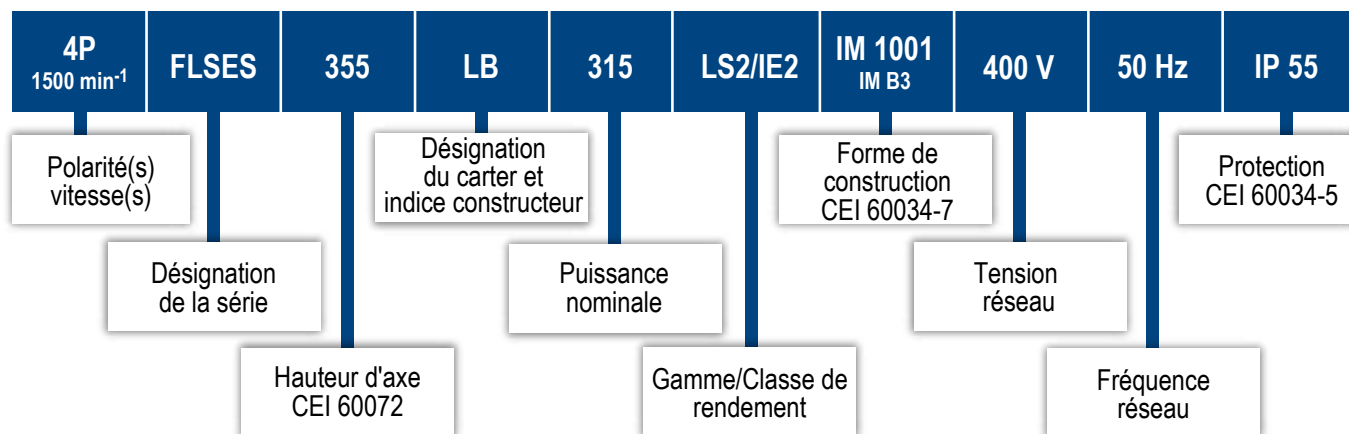 4P
1500 min-1
FLSES
355
LB
315
LS2/IE2
IM 1001
IM B3
400 V
50 Hz
IP 55
Polarité(s)
vitesse(s)
Désignation
du carter et
indice constructeur
Forme de
construction
CEI 60034-7
Protection
CEI 60034-5
Désignation
de la série
Puissance
nominale
Tension
réseau
Hauteur d'axe
CEI 60072
Gamme/Classe de
rendement
Fréquence
réseau